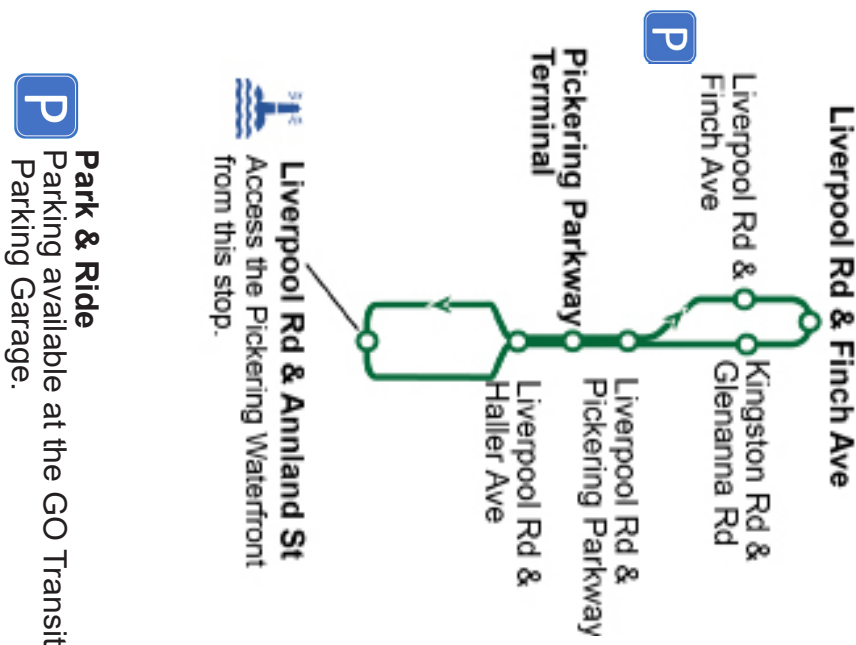 Liverpool Rd & Finch Ave
Liverpool Rd &
Finch Ave
Kingston Rd &
Glenanna Rd
P
Pickering Parkway
Terminal
Liverpool Rd &
Pickering Parkway
Liverpool Rd &
Haller Ave
Liverpool Rd & Annland St
Access the Pickering Waterfront
from this stop.
P
Park & Ride
Parking available at the GO Transit
Parking Garage.